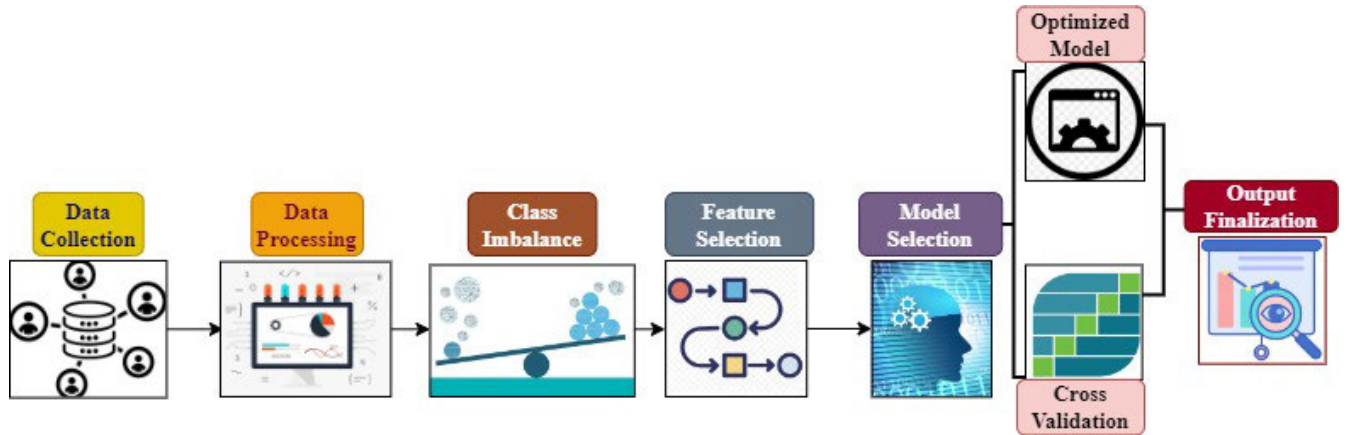 Data
Collection
Data
Processing
Class
Imbalance
Feature
Selection
Model
Selection
Optimized
Model
Cross
Validation
Output
Finalization